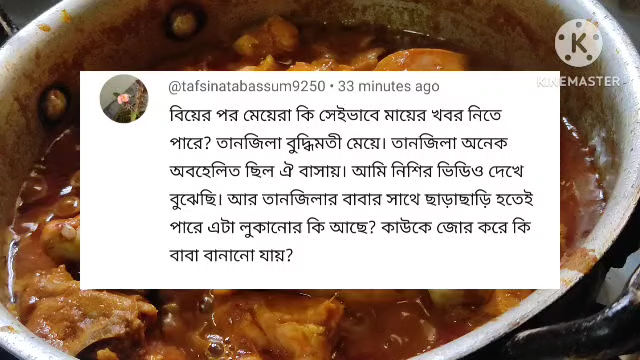 K
KINEMASTER
@tafsinatabassum9250 • 33 minutes ago
বিয়ের পর মেয়েরা কি সেইভাবে মায়ের খবর নিতে
পারে? তানজিলা বুদ্ধিমতী মেয়ে। তানজিলা অনেক
অবহেলিত ছিল ঐ বাসায়। আমি নিশির ভিডিও দেখে
বুঝেছি। আর তানজিলার বাবার সাথে ছাড়াছাড়ি হতেই
পারে এটা লুকানোর কি আছে? কাউকে জোর করে কি
বাবা বানানো যায়?